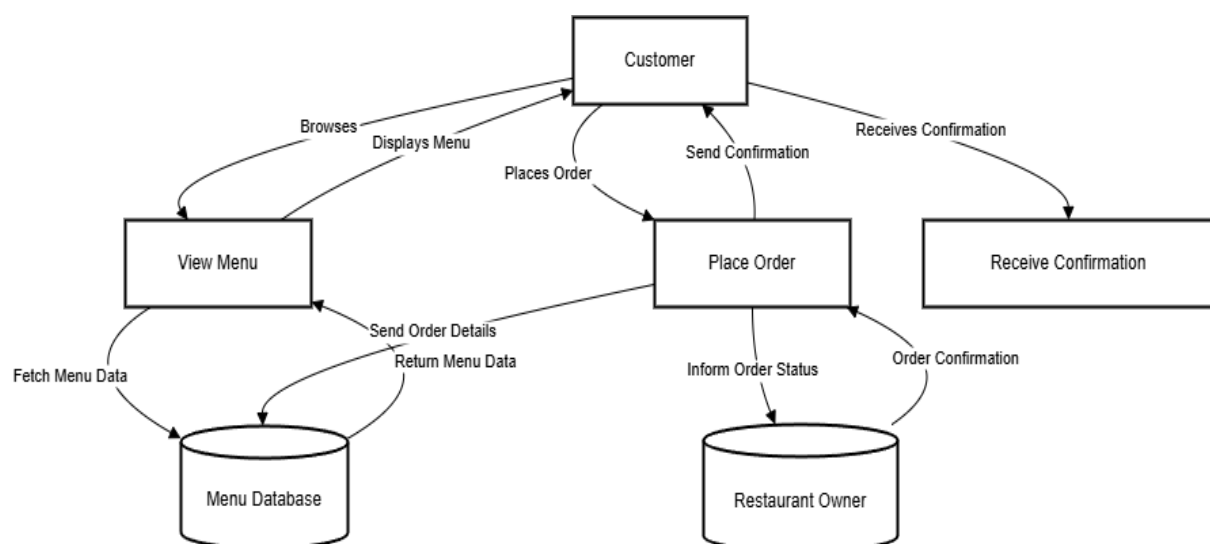 Customer
Browses
Displays Menu
Places Order
Send Confirmation
Receives Confirmation
View Menu
Place Order
Receive Confirmation
Fetch Menu Data
Send Order Details
Return Menu Data
Inform Order Status
Order Confirmation
Menu Database
Restaurant Owner